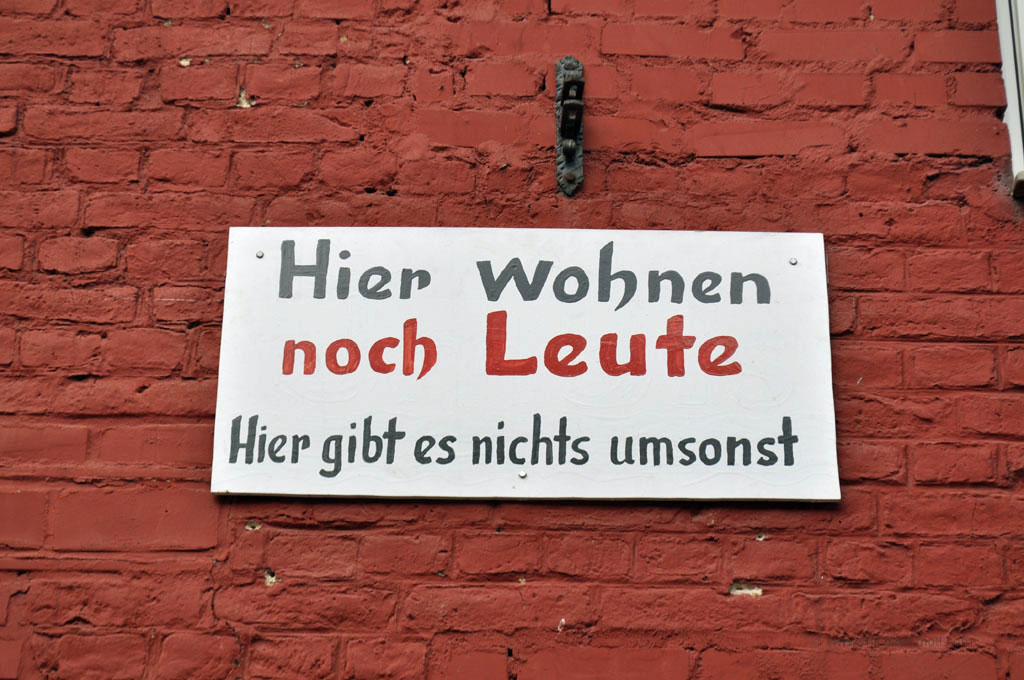 Hier wohnen
noch Leute
Hier gibt es nichts umsonst